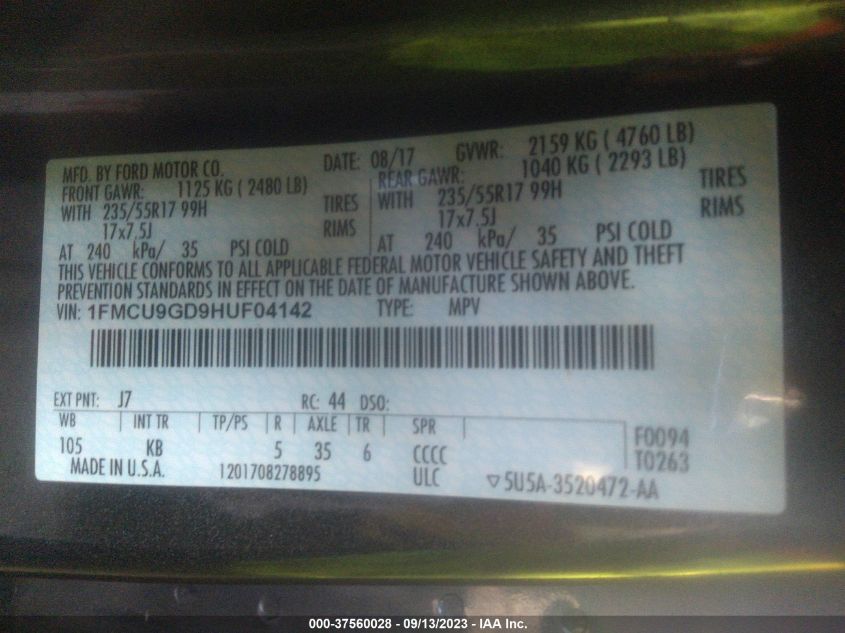 MFD. BY FORD MOTOR CO. DATE: 08/17 GVWR: 2159 KG ( 4760 LB)
FRONT GAWR: 1125 KG ( 2480 LB) REAR GAWR: 1040 KG ( 2293 LB)
WITH 235/55R17 99H TIRES WITH 235/55R17 99H TIRES
17x7.5J RIMS 17x7.5J RIMS
AT 240 kPa/ 35 PSI COLD AT 240 kPa/ 35 PSI COLD
THIS VEHICLE CONFORMS TO ALL APPLICABLE FEDERAL MOTOR VEHICLE SAFETY AND THEFT
PREVENTION STANDARDS IN EFFECT ON THE DATE OF MANUFACTURE SHOWN ABOVE.
VIN: 1FMCU9GD9HUF04142 TYPE: MPV
EXT PNT: J7 RC: 44 DSO:
WB INT TR TP/PS R AXLE TR SPR F0094
105 KB 5 35 6 CCCC T0263
MADE IN U.S.A. 1201708278895 ULC 5U5A-3520472-AA
000-37560028 - 09/13/2023 - IAA Inc.